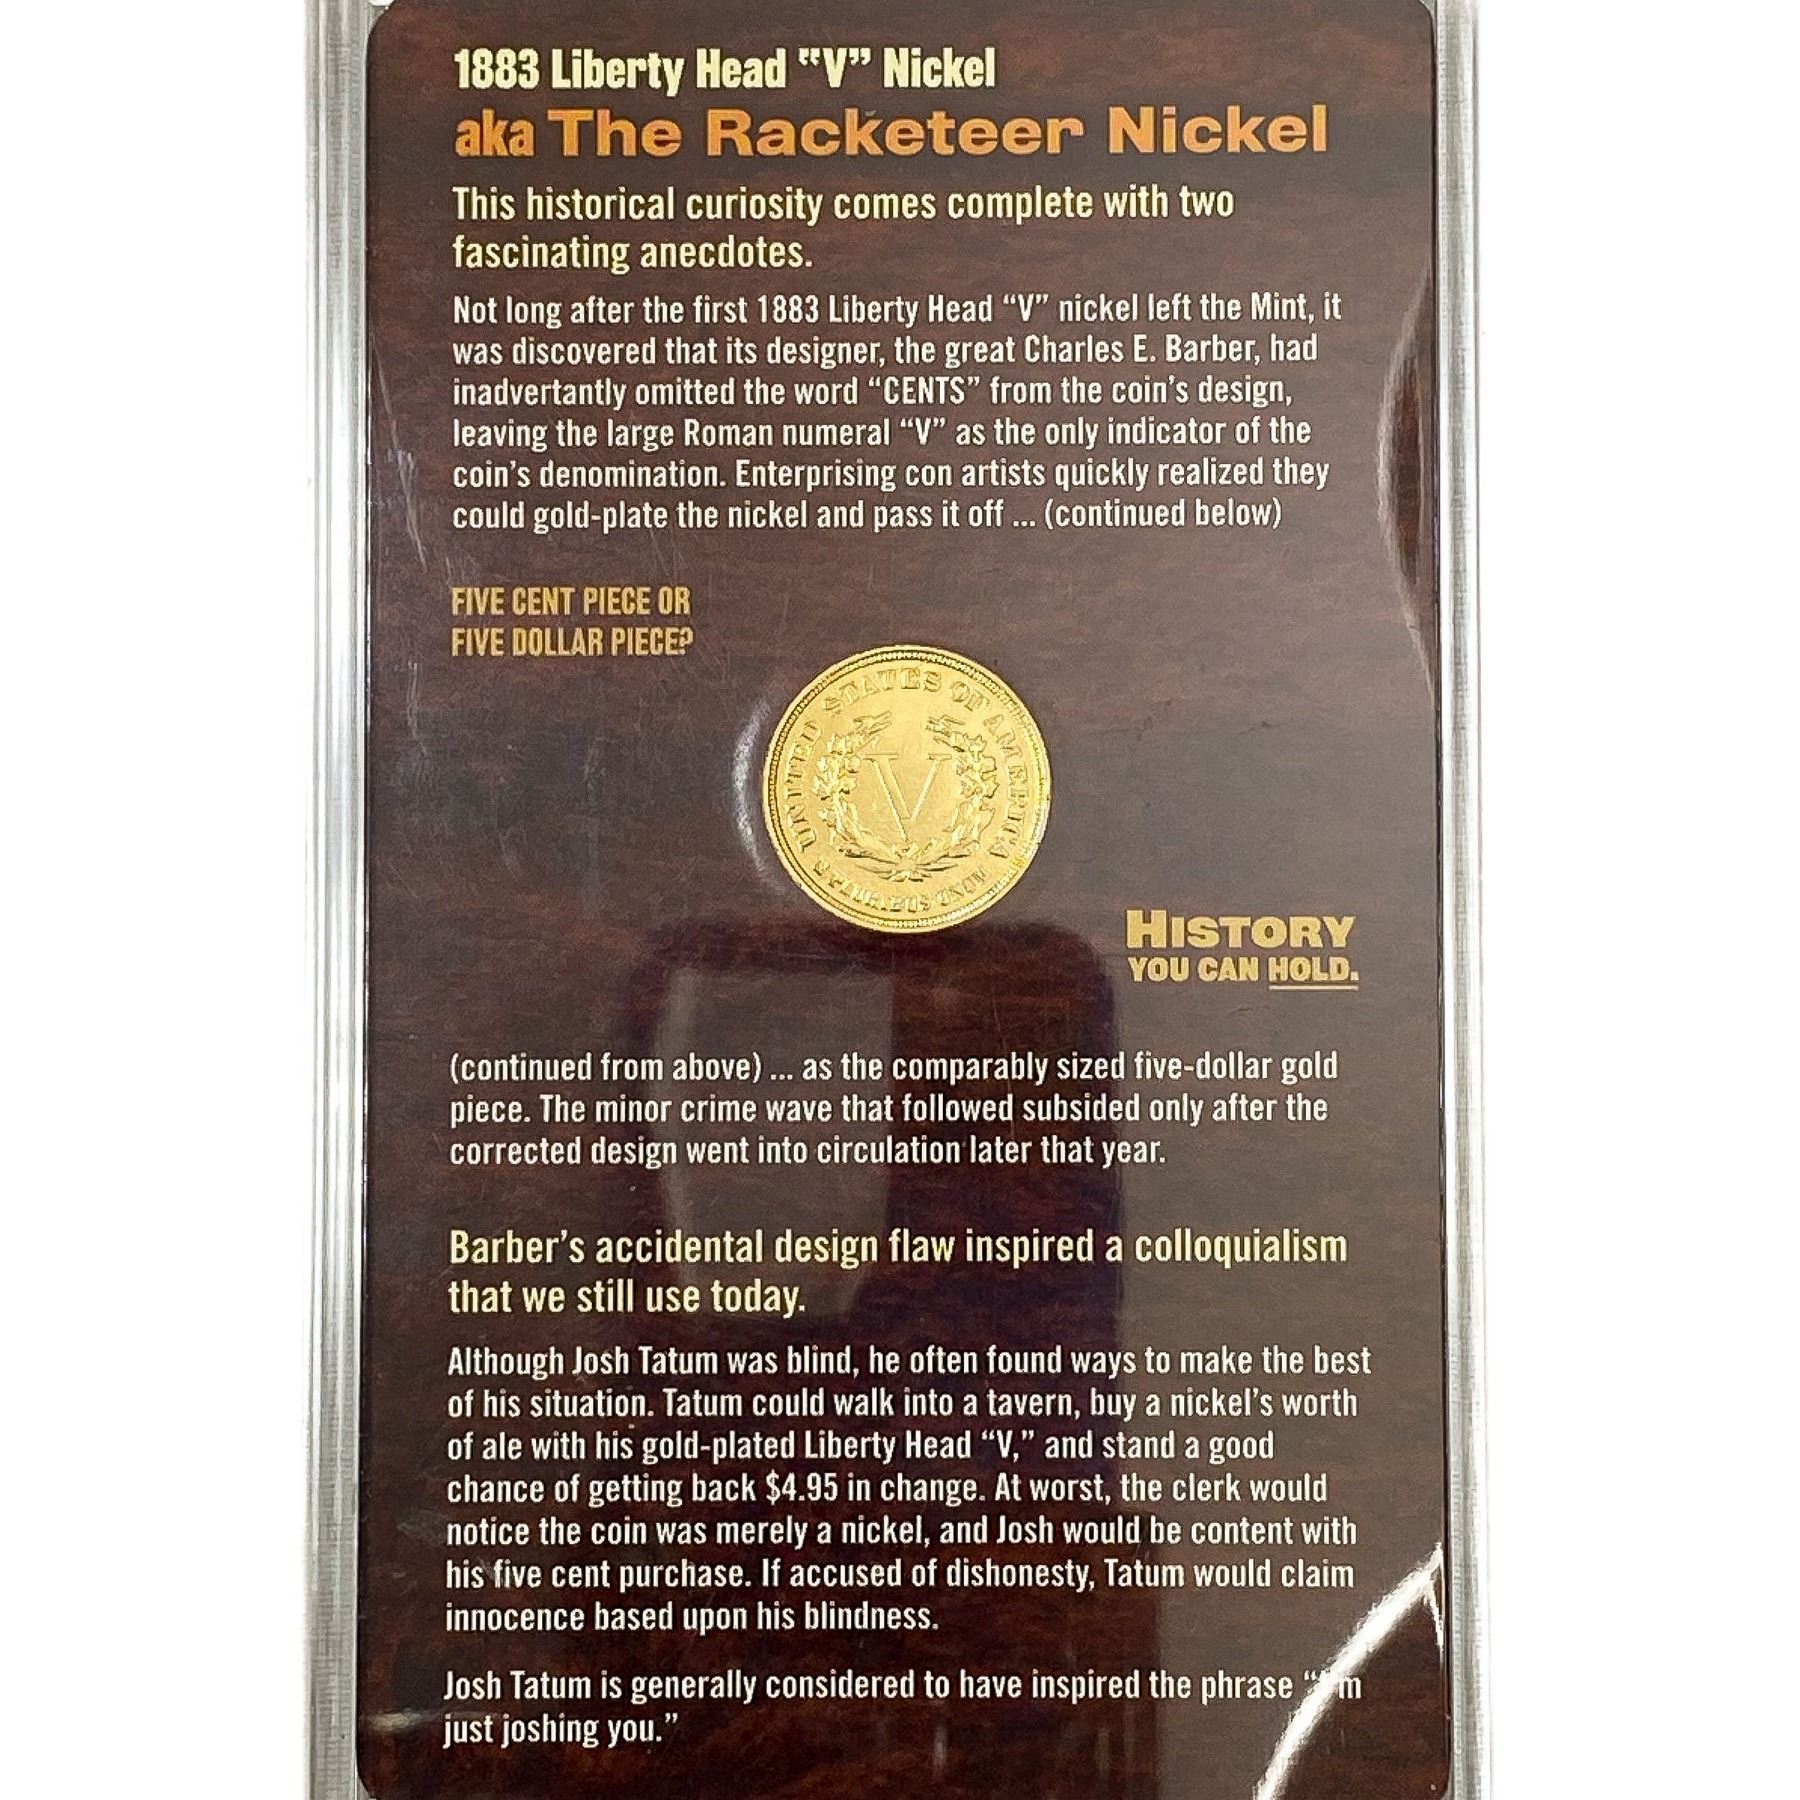 1883 Liberty Head “V” Nickel
aka The Racketeer Nickel
This historical curiosity comes complete with two
fascinating anecdotes.
Not long after the first 1883 Liberty Head “V” nickel left the Mint, it
was discovered that its designer, the great Charles E. Barber, had
inadvertantly omitted the word “CENTS” from the coin’s design,
leaving the large Roman numeral “V” as the only indicator of the
coin’s denomination. Enterprising con artists quickly realized they
could gold-plate the nickel and pass it off ... (continued below)
FIVE CENT PIECE OR
FIVE DOLLAR PIECE?
UNITED STATES OF AMERICA
V
E PLURIBUS UNUM
HISTORY
YOU CAN HOLD.
(continued from above) ... as the comparably sized five-dollar gold
piece. The minor crime wave that followed subsided only after the
corrected design went into circulation later that year.
Barber’s accidental design flaw inspired a colloquialism
that we still use today.
Although Josh Tatum was blind, he often found ways to make the best
of his situation. Tatum could walk into a tavern, buy a nickel’s worth
of ale with his gold-plated Liberty Head “V,” and stand a good
chance of getting back $4.95 in change. At worst, the clerk would
notice the coin was merely a nickel, and Josh would be content with
his five cent purchase. If accused of dishonesty, Tatum would claim
innocence based upon his blindness.
Josh Tatum is generally considered to have inspired the phrase “I’m
just joshing you.”